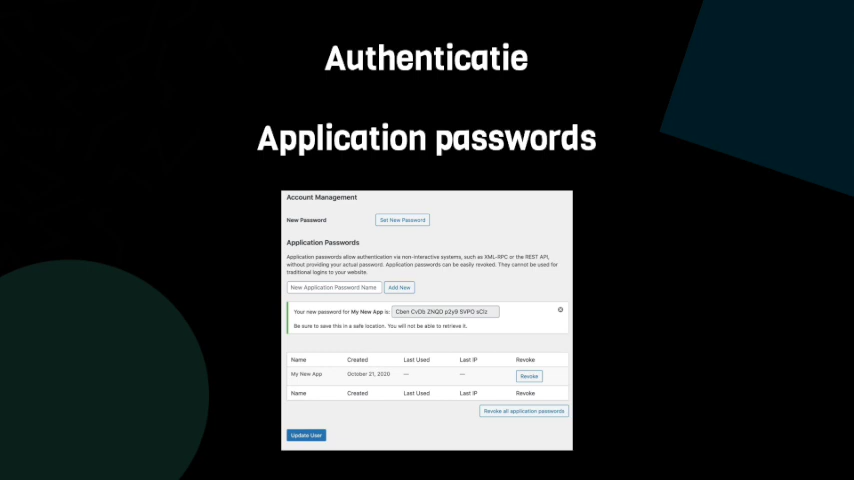 Authenticatie
Application passwords
Account Management
New Password Set New Password
Application Passwords
Application passwords allow authentication via non-interactive systems, such as XML-RPC or the REST API,
without providing your actual password. Application passwords can be easily revoked. They cannot be used for
traditional logins to your website.
New Application Password Name Add New
Your new password for My New App is:
Be sure to save this in a safe location. You will not be able to retrieve it.
Name Created Last Used Last IP Revoke
My New App October 21, 2020 — — Revoke
Name Created Last Used Last IP Revoke
Revoke all application passwords
Update User